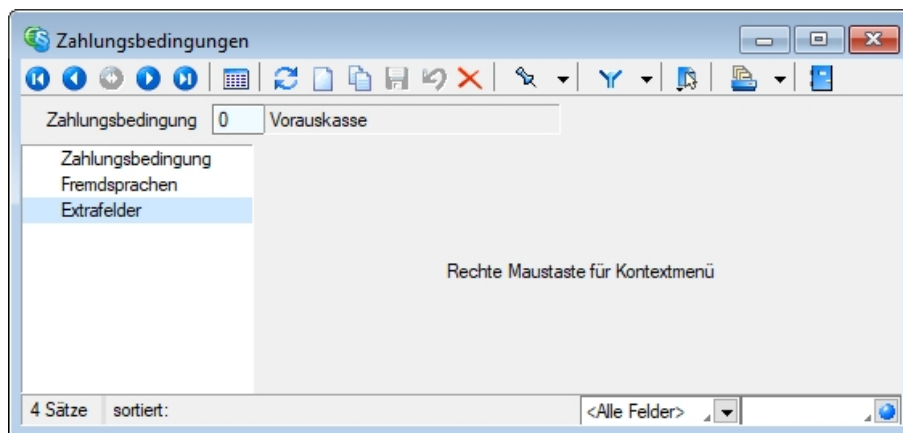 Zahlungsbedingungen
Zahlungsbedingung 0 Vorauskasse
Zahlungsbedingung
Fremdsprachen
Extrafelder
Rechte Maustaste für Kontextmenü
4 Sätze sortiert: <Alle Felder>